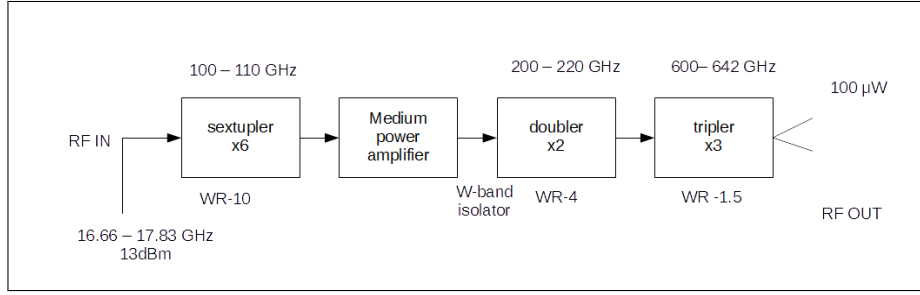 100 – 110 GHz
200 – 220 GHz
600– 642 GHz
100 µW
RF IN
sextupler
x6
Medium
power
amplifier
doubler
x2
tripler
x3
WR-10
W-band
isolator
WR-4
WR -1.5
RF OUT
16.66 – 17.83 GHz
13dBm